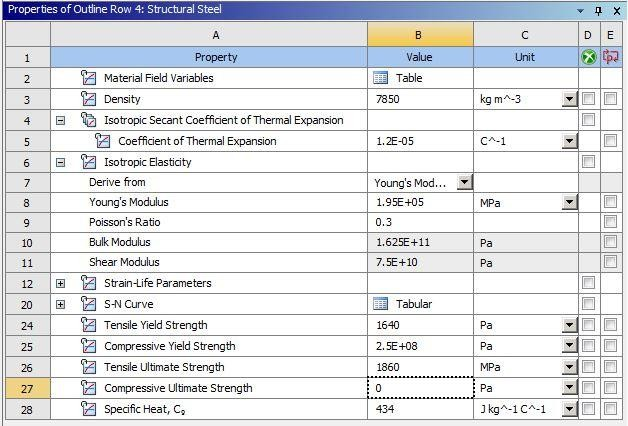 Properties of Outline Row 4: Structural Steel
A B C D E
1 Property Value Unit
2 Material Field Variables Table
3 Density 7850 kg m^-3
4 Isotropic Secant Coefficient of Thermal Expansion
5 Coefficient of Thermal Expansion 1.2E-05 C^-1
6 Isotropic Elasticity
7 Derive from Young's Mod...
8 Young's Modulus 1.95E+05 MPa
9 Poisson's Ratio 0.3
10 Bulk Modulus 1.625E+11 Pa
11 Shear Modulus 7.5E+10 Pa
12 Strain-Life Parameters
20 S-N Curve Tabular
24 Tensile Yield Strength 1640 Pa
25 Compressive Yield Strength 2.5E+08 Pa
26 Tensile Ultimate Strength 1860 MPa
27 Compressive Ultimate Strength 0 Pa
28 Specific Heat, Cₚ 434 J kg^-1 C^-1